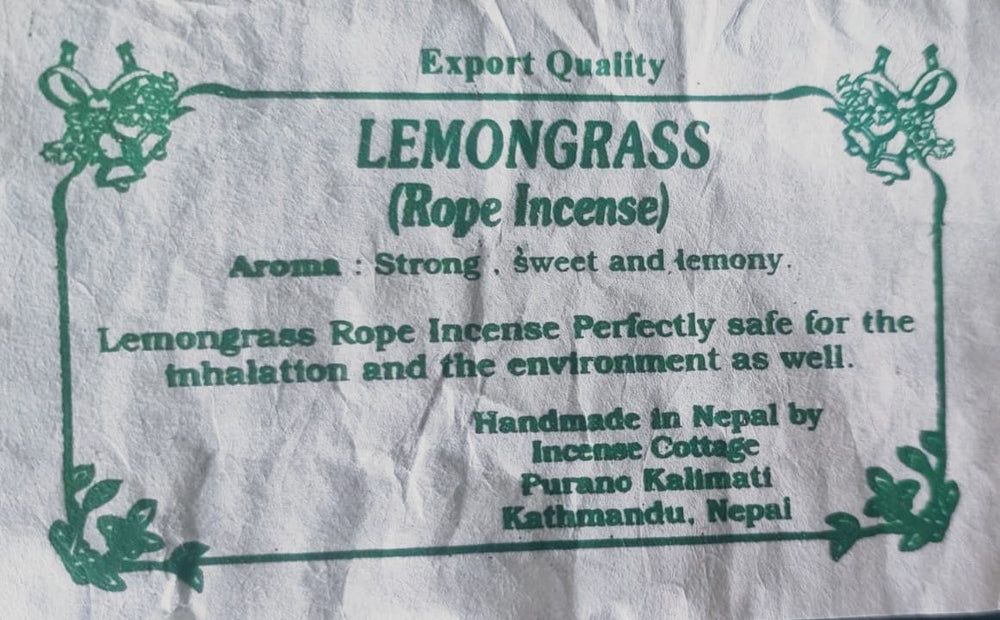 Export Quality
LEMONGRASS
(Rope Incense)
Aroma : Strong , sweet and lemony.
Lemongrass Rope Incense Perfectly safe for the
inhalation and the environment as well.
Handmade in Nepal by
Incense Cottage
Purano Kalimati
Kathmandu, Nepal